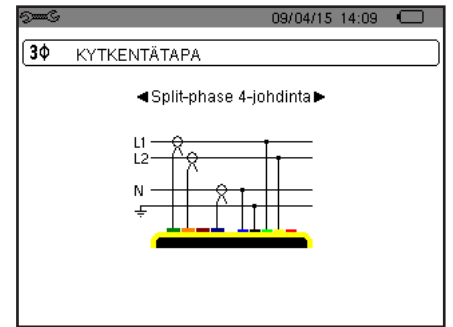 09/04/15 14:09
3Φ KYTKENTÄTAPA
◄Split-phase 4-johdinta►
L1
L2
N